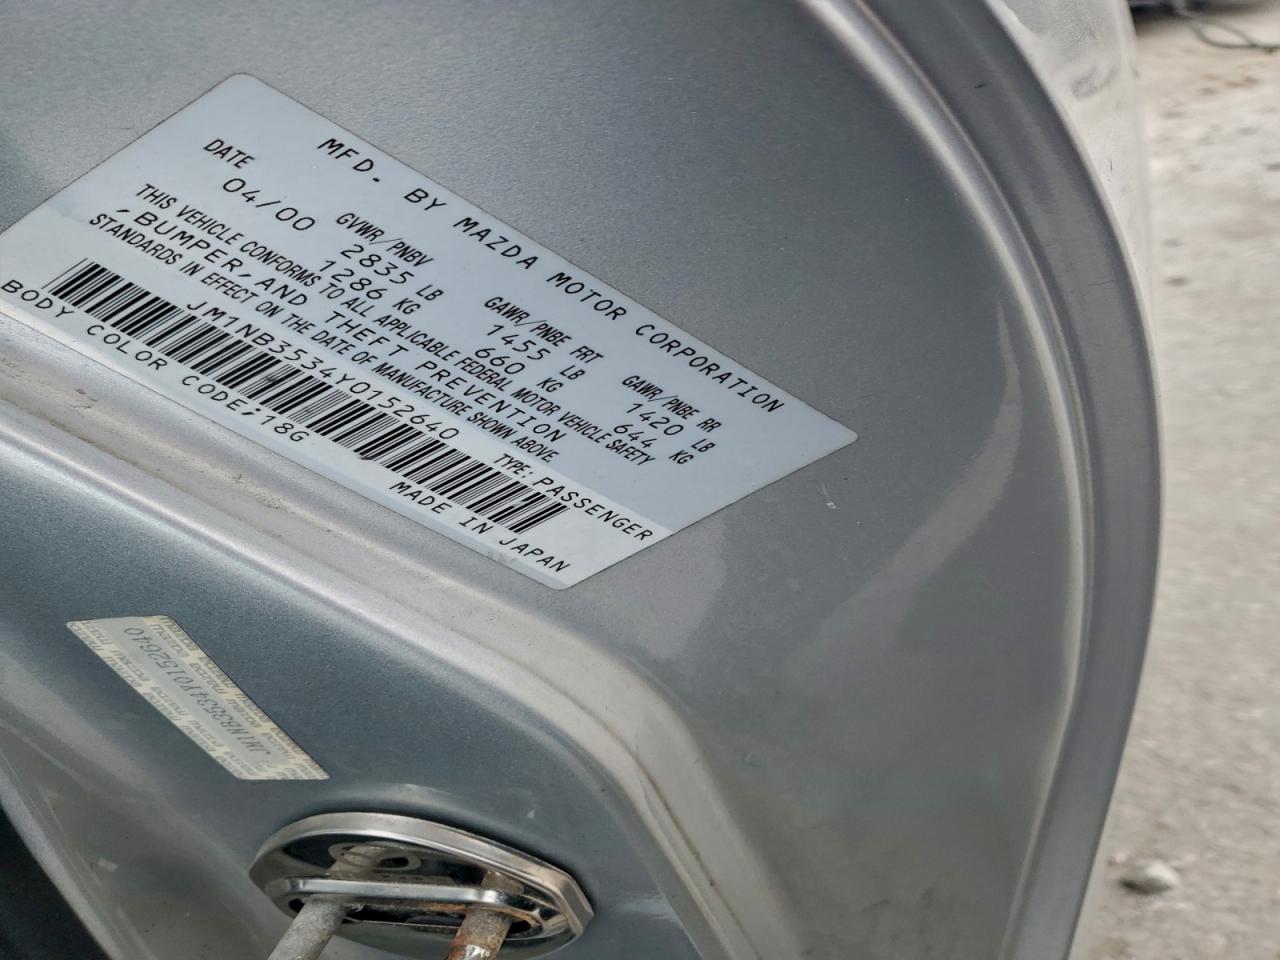 MFD. BY MAZDA MOTOR CORPORATION
DATE GVWR/PNBV GAWR/PNBE FRT GAWR/PNBE RR
04/00 2835 LB 1455 LB 1420 LB
1286 KG 660 KG 644 KG
THIS VEHICLE CONFORMS TO ALL APPLICABLE FEDERAL MOTOR VEHICLE SAFETY
, BUMPER, AND THEFT PREVENTION
STANDARDS IN EFFECT ON THE DATE OF MANUFACTURE SHOWN ABOVE
JM1NB3534Y0152640 TYPE: PASSENGER
BODY COLOR CODE; 18G MADE IN JAPAN
JM1NB3534Y0152640